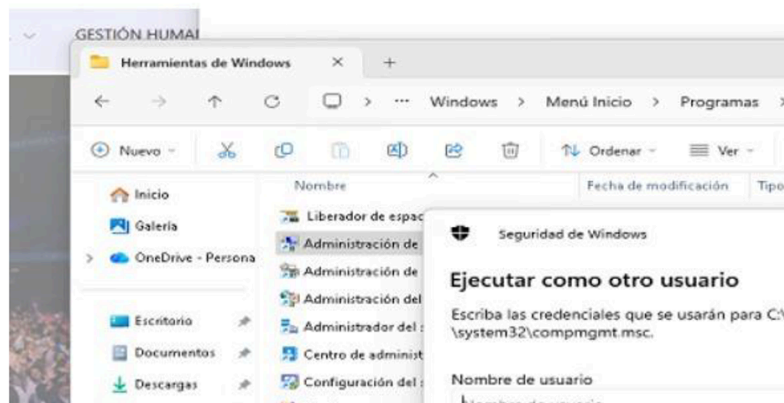 GESTIÓN HUMA
Herramientas de Windows
Windows > Menú Inicio > Programas >
Nuevo Ordenar Ver
Nombre Fecha de modificación Tipo
Inicio
Galería
OneDrive - Persona
Escritorio
Documentos
Descargas
Liberador de espac
Administración de
Administración de
Administración del
Administrador del
Centro de administ
Configuración del
Seguridad de Windows
Ejecutar como otro usuario
Escriba las credenciales que se usarán para C:\
\system32\compmgmt.msc.
Nombre de usuario
Nombre de usuario